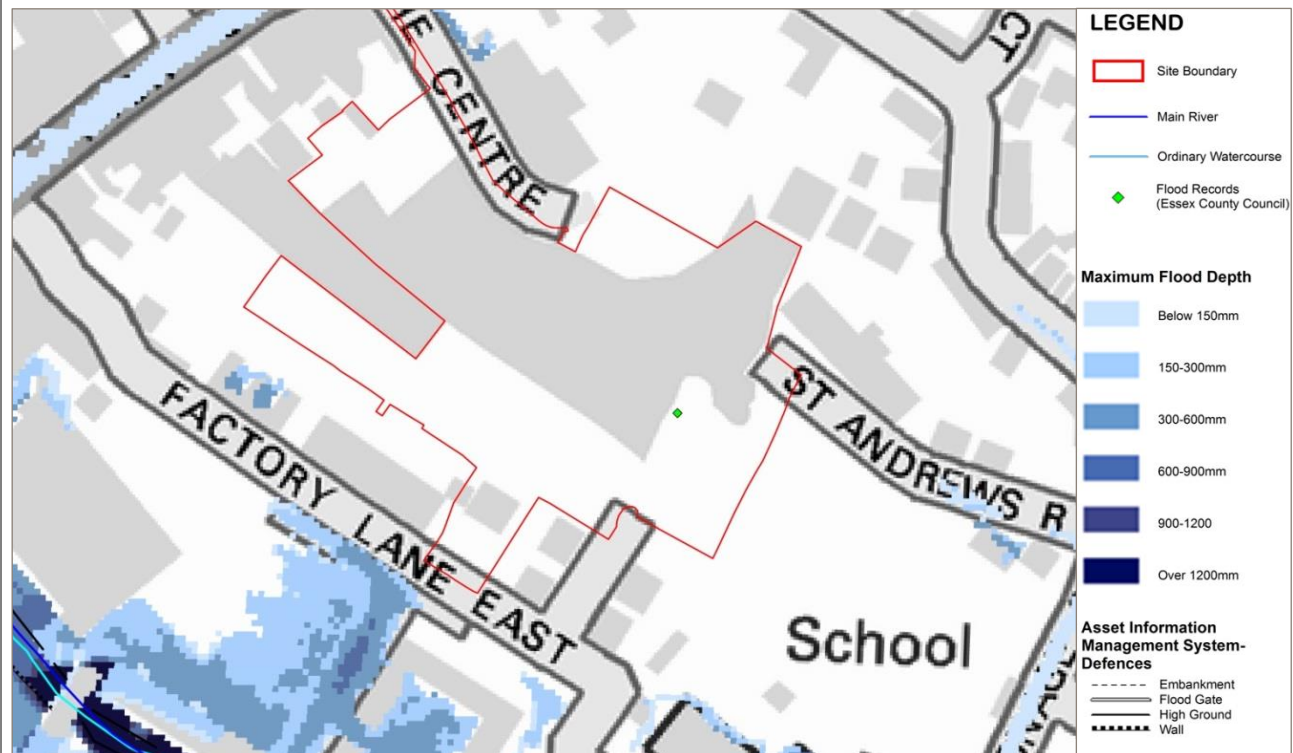 CT
CENTRE
ST ANDREWS R
FACTORY LANE EAST
School
LEGEND
Site Boundary
Main River
Ordinary Watercourse
Flood Records
(Essex County Council)
Maximum Flood Depth
Below 150mm
150-300mm
300-600mm
600-900mm
900-1200
Over 1200mm
Asset Information
Management System-
Defences
Embankment
Flood Gate
High Ground
Wall